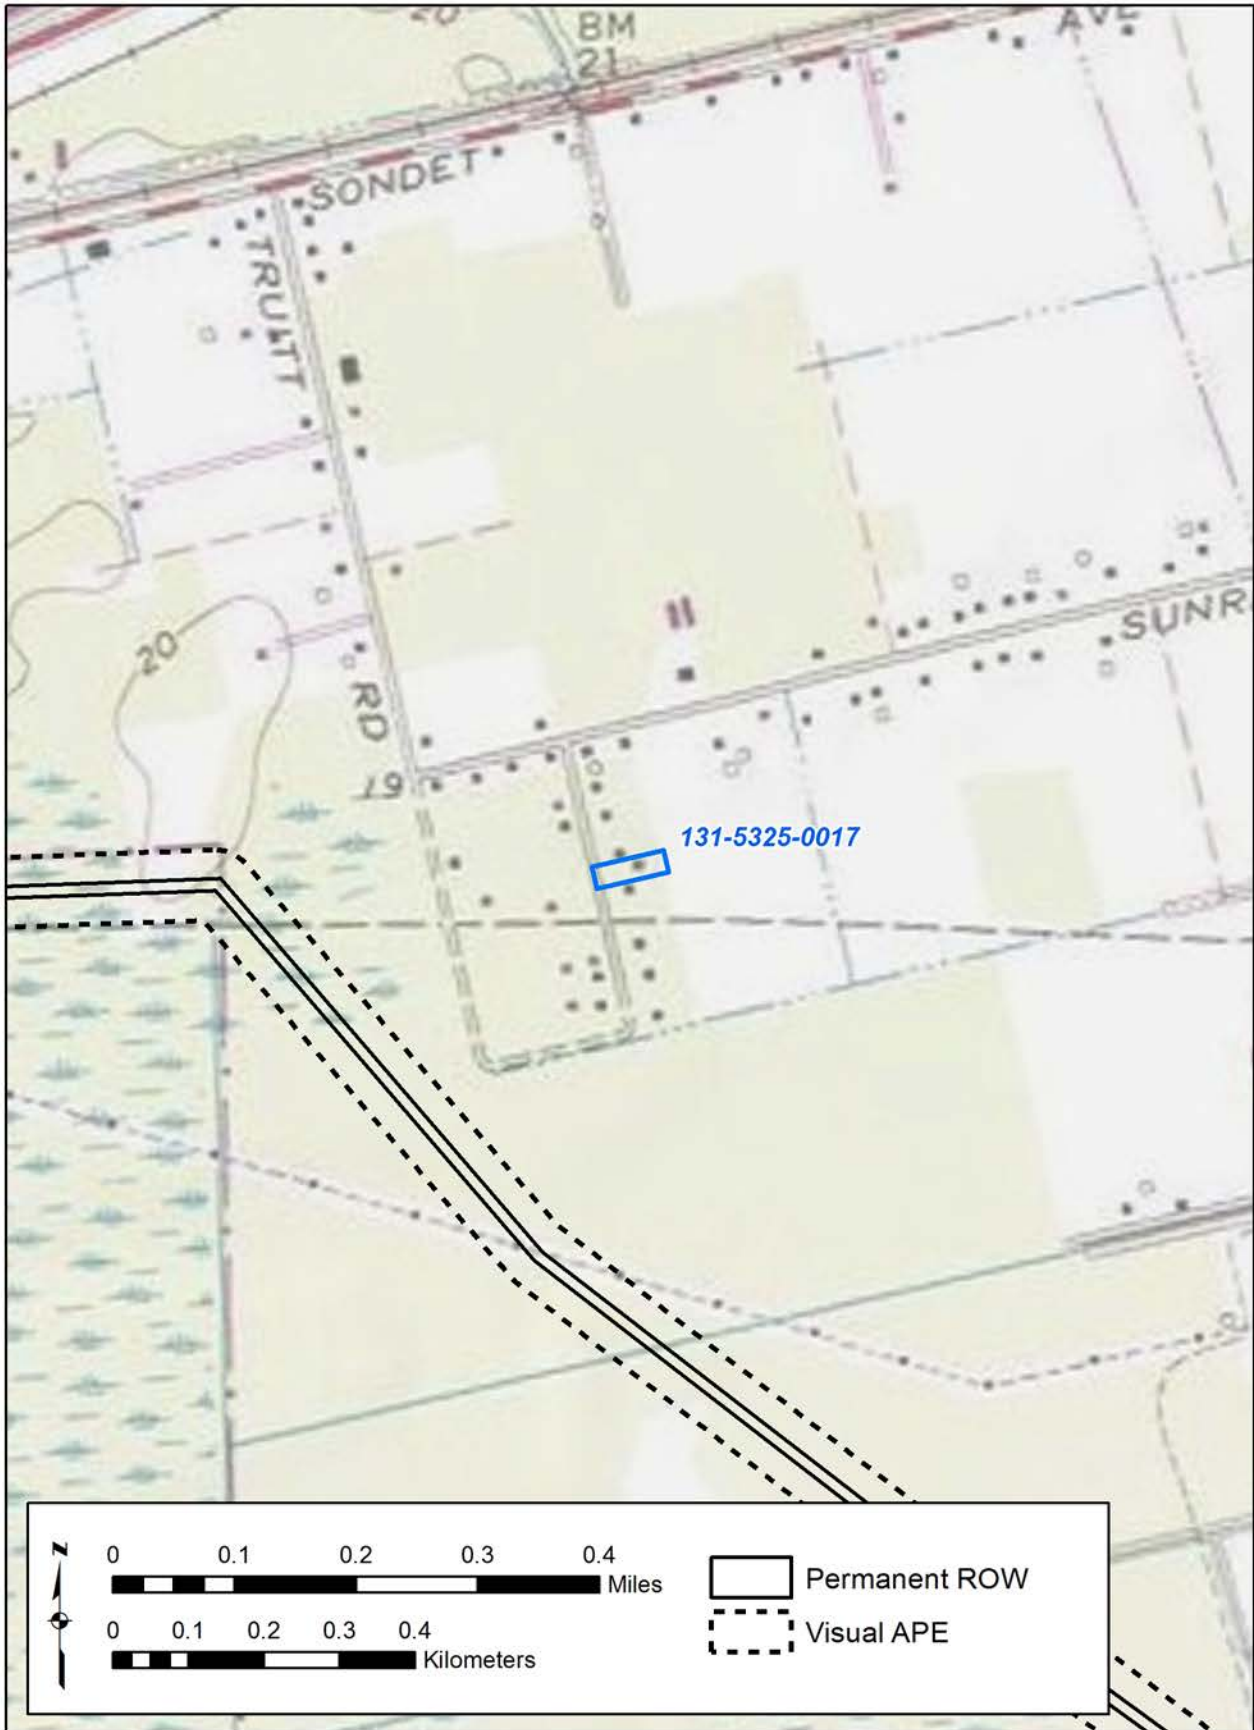 20
BM
21
AVE
SONDET
TRUITT
SUNR
20
RD
19
131-5325-0017
N
0 0.1 0.2 0.3 0.4
Miles
0 0.1 0.2 0.3 0.4
Kilometers
Permanent ROW
Visual APE